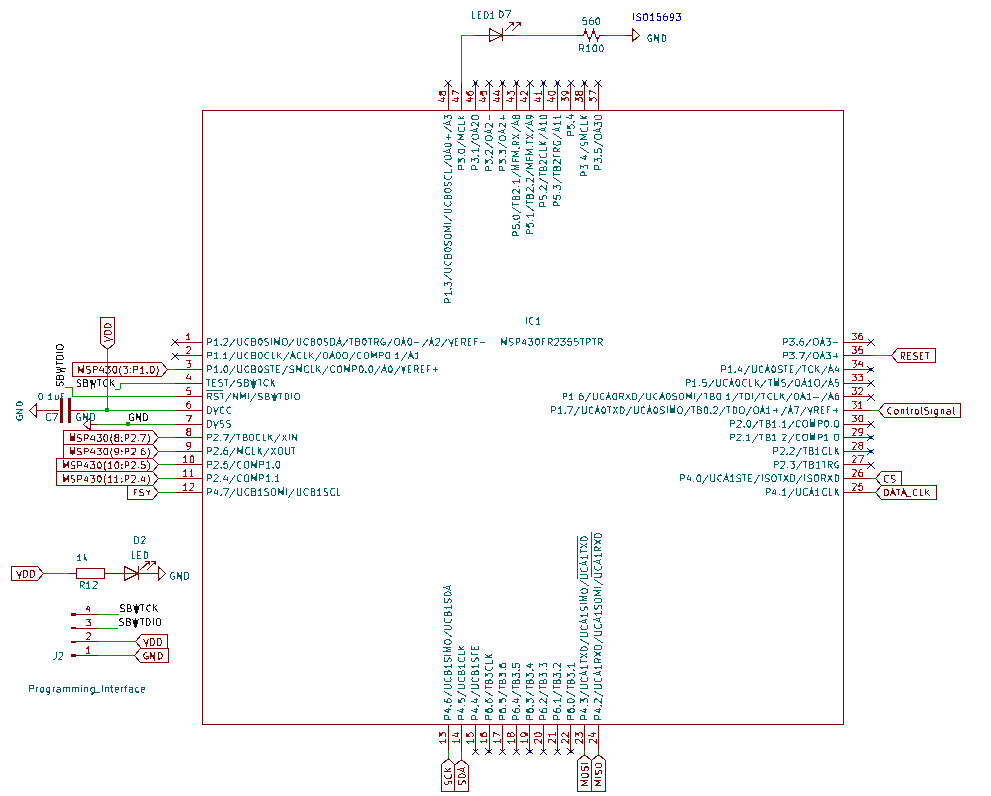 LED1 D7
560
R100
ISO15693
GND
48
47
46
45
44
43
42
41
40
39
38
37
P1.3/UCB0SOMI/UCB0SCL/OA0+/A3
P3.0/MCLK
P3.1/OA2O
P3.2/OA2-
P3.3/OA2+
P5.0/TB2.1/MFM.RX/A8
P5.1/TB2.2/MFM.TX/A9
P5.2/TB2CLK/A10
P5.3/TB2TRG/A11
P5.4
P3.4/SMCLK
P3.5/OA3O
IC1
MSP430FR2355TPTR
1 P1.2/UCB0SIMO/UCB0SDA/TB0TRG/OA0-/A2/VEREF-
2 P1.1/UCB0CLK/ACLK/OA0O/COMP0.1/A1
MSP430(3:P1.0) 3 P1.0/UCB0STE/SMCLK/COMP0.0/A0/VEREF+
SBWTCK 4 TEST/SBWTCK
SBWTDIO 5 RST/NMI/SBWTDIO
VDD 6 DVCC
GND 7 DVSS
0.1uF
C7
GND
GND
MSP430(8:P2.7) 8 P2.7/TB0CLK/XIN
MSP430(9:P2.6) 9 P2.6/MCLK/XOUT
MSP430(10:P2.5) 10 P2.5/COMP1.0
MSP430(11:P2.4) 11 P2.4/COMP1.1
FSY 12 P4.7/UCB1SOMI/UCB1SCL
P3.6/OA3- 36
P3.7/OA3+ 35 RESET
P1.4/UCA0STE/TCK/A4 34
P1.5/UCA0CLK/TMS/OA1O/A5 33
P1.6/UCA0RXD/UCA0SOMI/TB0.1/TDI/TCLK/OA1-/A6 32
P1.7/UCA0TXD/UCA0SIMO/TB0.2/TDO/OA1+/A7/VREF+ 31 ControlSignal
P2.0/TB1.1/COMP0.O 30
P2.1/TB1.2/COMP1.O 29
P2.2/TB1CLK 28
P2.3/TB1TRG 27
P4.0/UCA1STE/ISOTXD/ISORXD 26 CS
P4.1/UCA1CLK 25 DATA_CLK
D2
LED
1k
VDD
R12
GND
4 SBWTCK
3 SBWTDIO
2 VDD
1 GND
J2
Programming_Interface
P4.6/UCB1SIMO/UCB1SDA
P4.5/UCB1CLK
P4.4/UCB1STE
P6.6/TB3CLK
P6.5/TB3.6
P6.4/TB3.5
P6.3/TB3.4
P6.2/TB3.3
P6.1/TB3.2
P6.0/TB3.1
P4.3/UCA1TXD/UCA1SIMO/UCA1TXD
P4.2/UCA1RXD/UCA1SOMI/UCA1RXD
13
14
15
16
17
18
19
20
21
22
23
24
SCK
SDA
MOSI
MISO